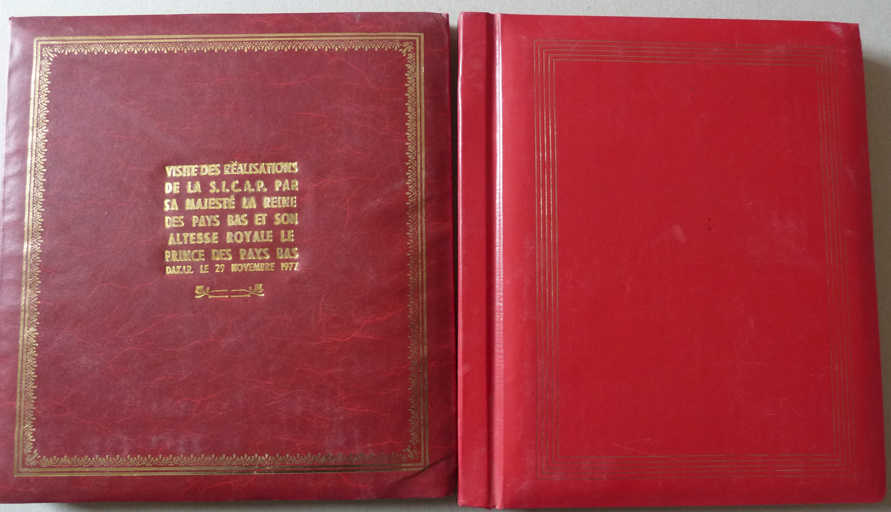 VISITE DES RÉALISATIONS
DE LA S.I.C.A.P. PAR
SA MAJESTÉ LA REINE
DES PAYS BAS ET SON
ALTESSE ROYALE LE
PRINCE DES PAYS BAS
DAKAR. LE 29 NOVEMBRE 1977